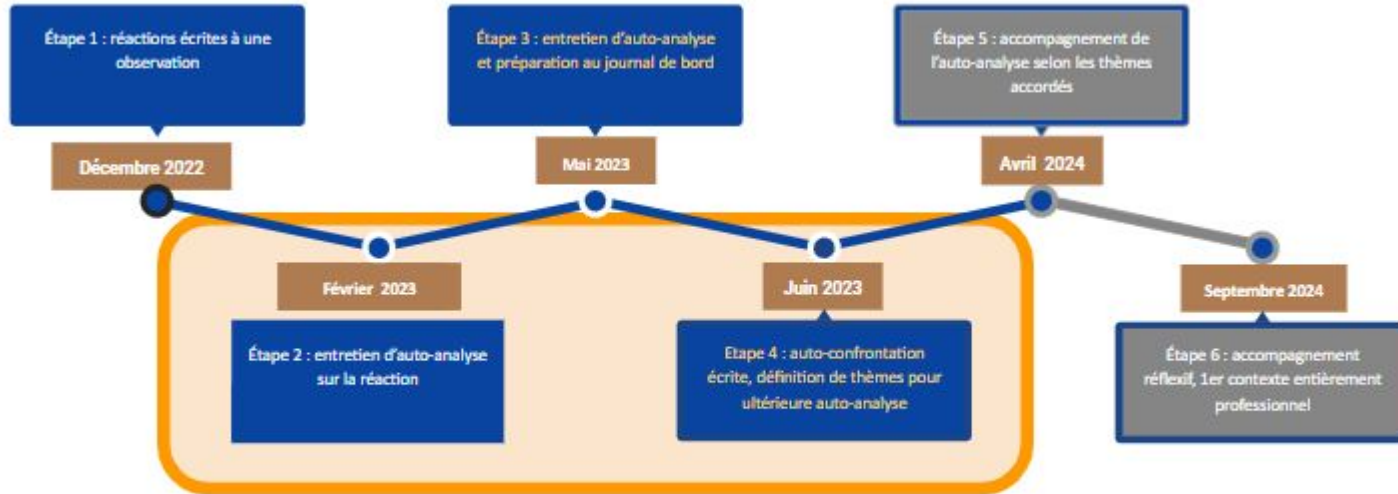 Étape 1 : réactions écrites à une
observation
Décembre 2022
Février 2023
Étape 2 : entretien d'auto-analyse
sur la réaction
Étape 3 : entretien d'auto-analyse
et préparation au journal de bord
Mai 2023
Juin 2023
Etape 4 : auto-confrontation
écrite, définition de thèmes pour
ultérieure auto-analyse
Étape 5 : accompagnement de
l'auto-analyse selon les thèmes
accordés
Avril 2024
Septembre 2024
Étape 6 : accompagnement
réflexif, 1er contexte entièrement
professionnel